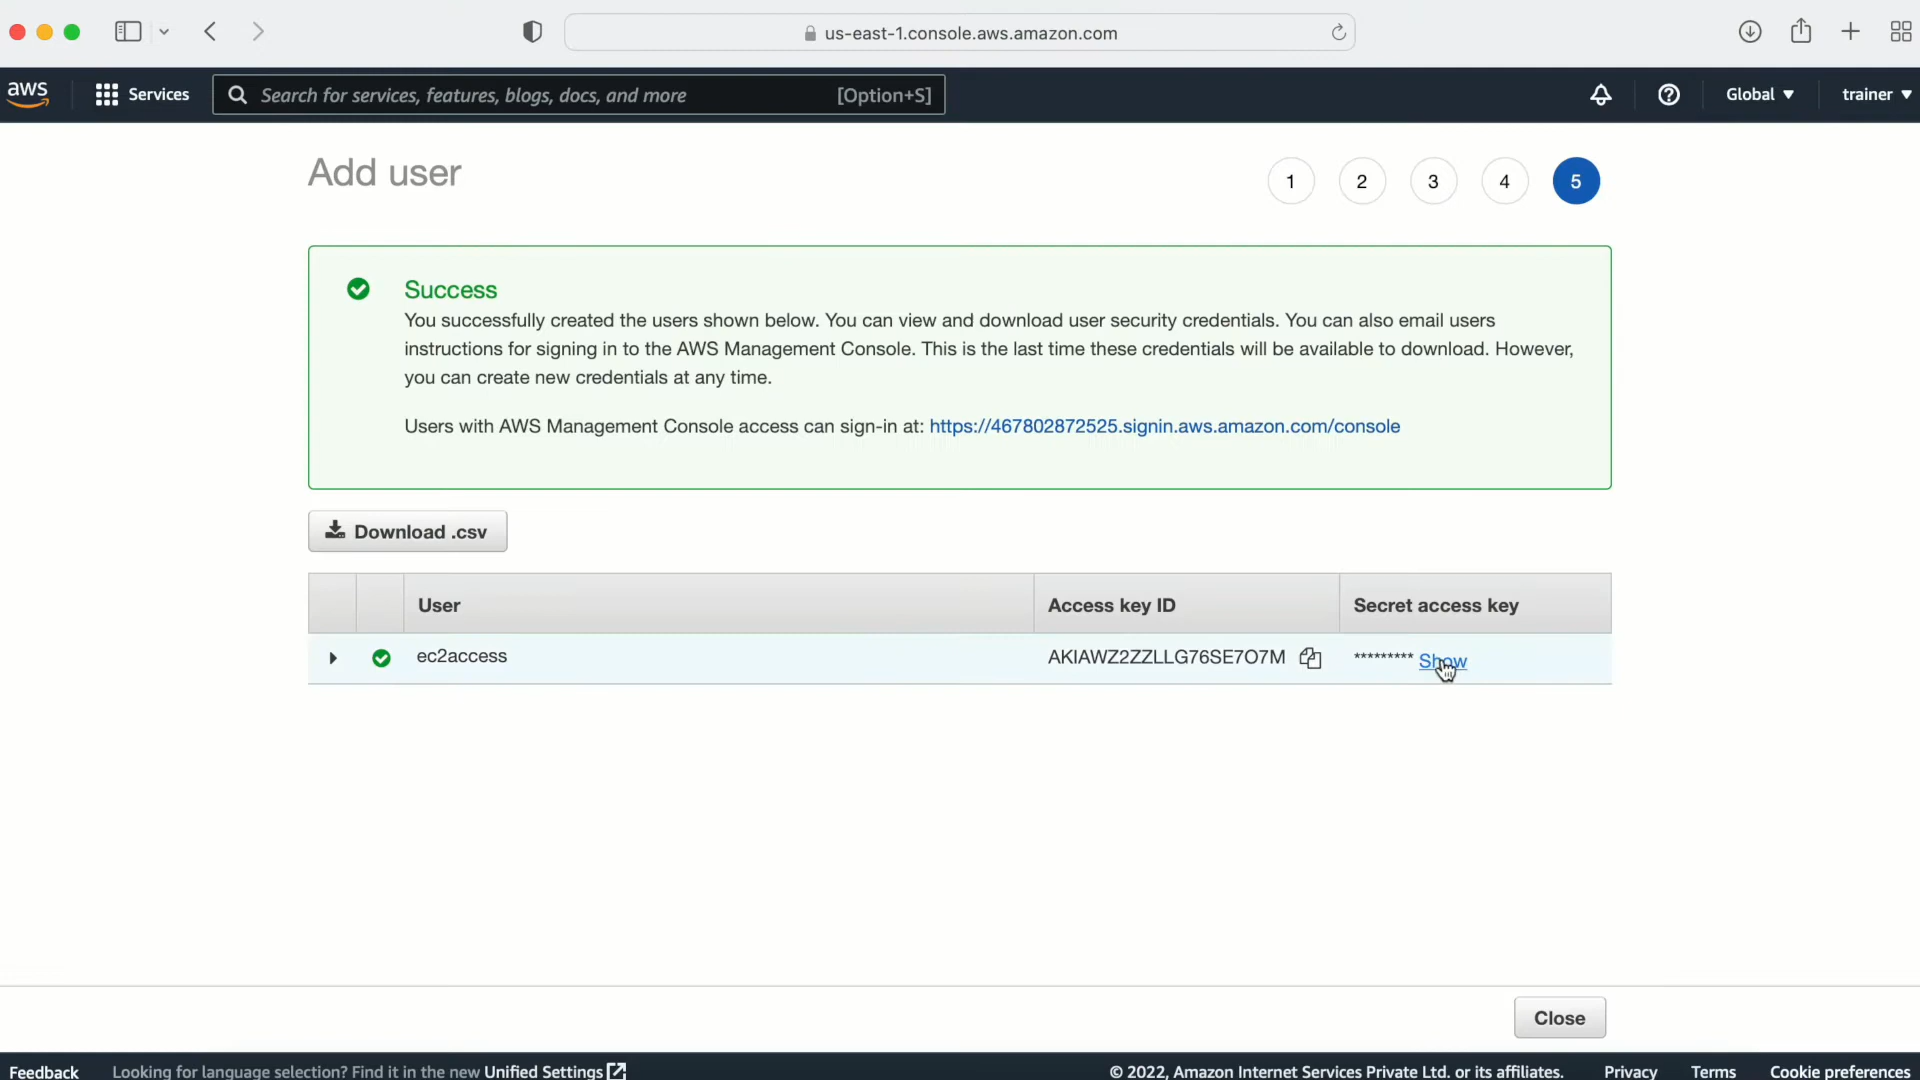 us-east-1.console.aws.amazon.com
aws Services Search for services, features, blogs, docs, and more [Option+S] Global trainer
Add user 1 2 3 4 5
Success
You successfully created the users shown below. You can view and download user security credentials. You can also email users
instructions for signing in to the AWS Management Console. This is the last time these credentials will be available to download. However,
you can create new credentials at any time.
Users with AWS Management Console access can sign-in at: https://467802872525.signin.aws.amazon.com/console
Download .csv
User Access key ID Secret access key
ec2access AKIAWZ2ZZLLG76SE7O7M ********* Show
Close
Feedback Looking for language selection? Find it in the new Unified Settings © 2022, Amazon Internet Services Private Ltd. or its affiliates. Privacy Terms Cookie preferences